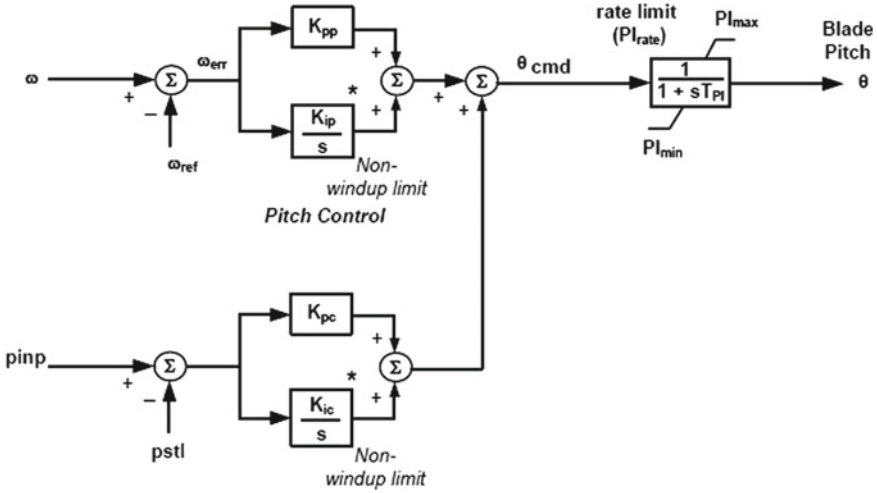 rate limit
(PIrate)
PImax
Blade
Pitch
Kpp
ω
+
Σ
ωerr
+
Σ
+
Σ
θ cmd
1
1 + sTPI
θ
−
*
+
+
Kip
s
PImin
ωref
Non-
windup limit
Pitch Control
Kpc
pinp
+
Σ
+
Σ
−
*
+
Kic
s
pstl
Non-
windup limit